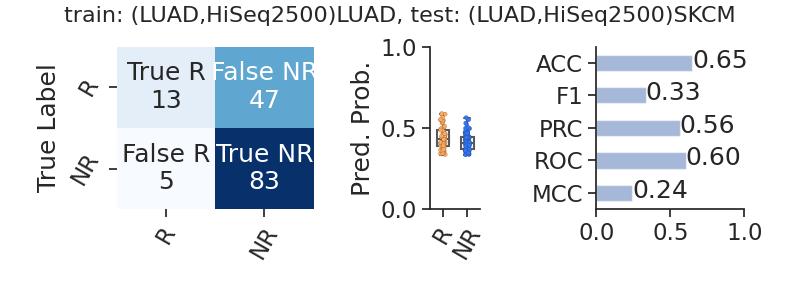 train: (LUAD,HiSeq2500)LUAD, test: (LUAD,HiSeq2500)SKCM
True Label
R
NR
True R
13
False NR
47
False R
5
True NR
83
R
NR
Pred. Prob.
1.0
0.5
0.0
R
NR
ACC
0.65
F1
0.33
PRC
0.56
ROC
0.60
MCC
0.24
0.0
0.5
1.0